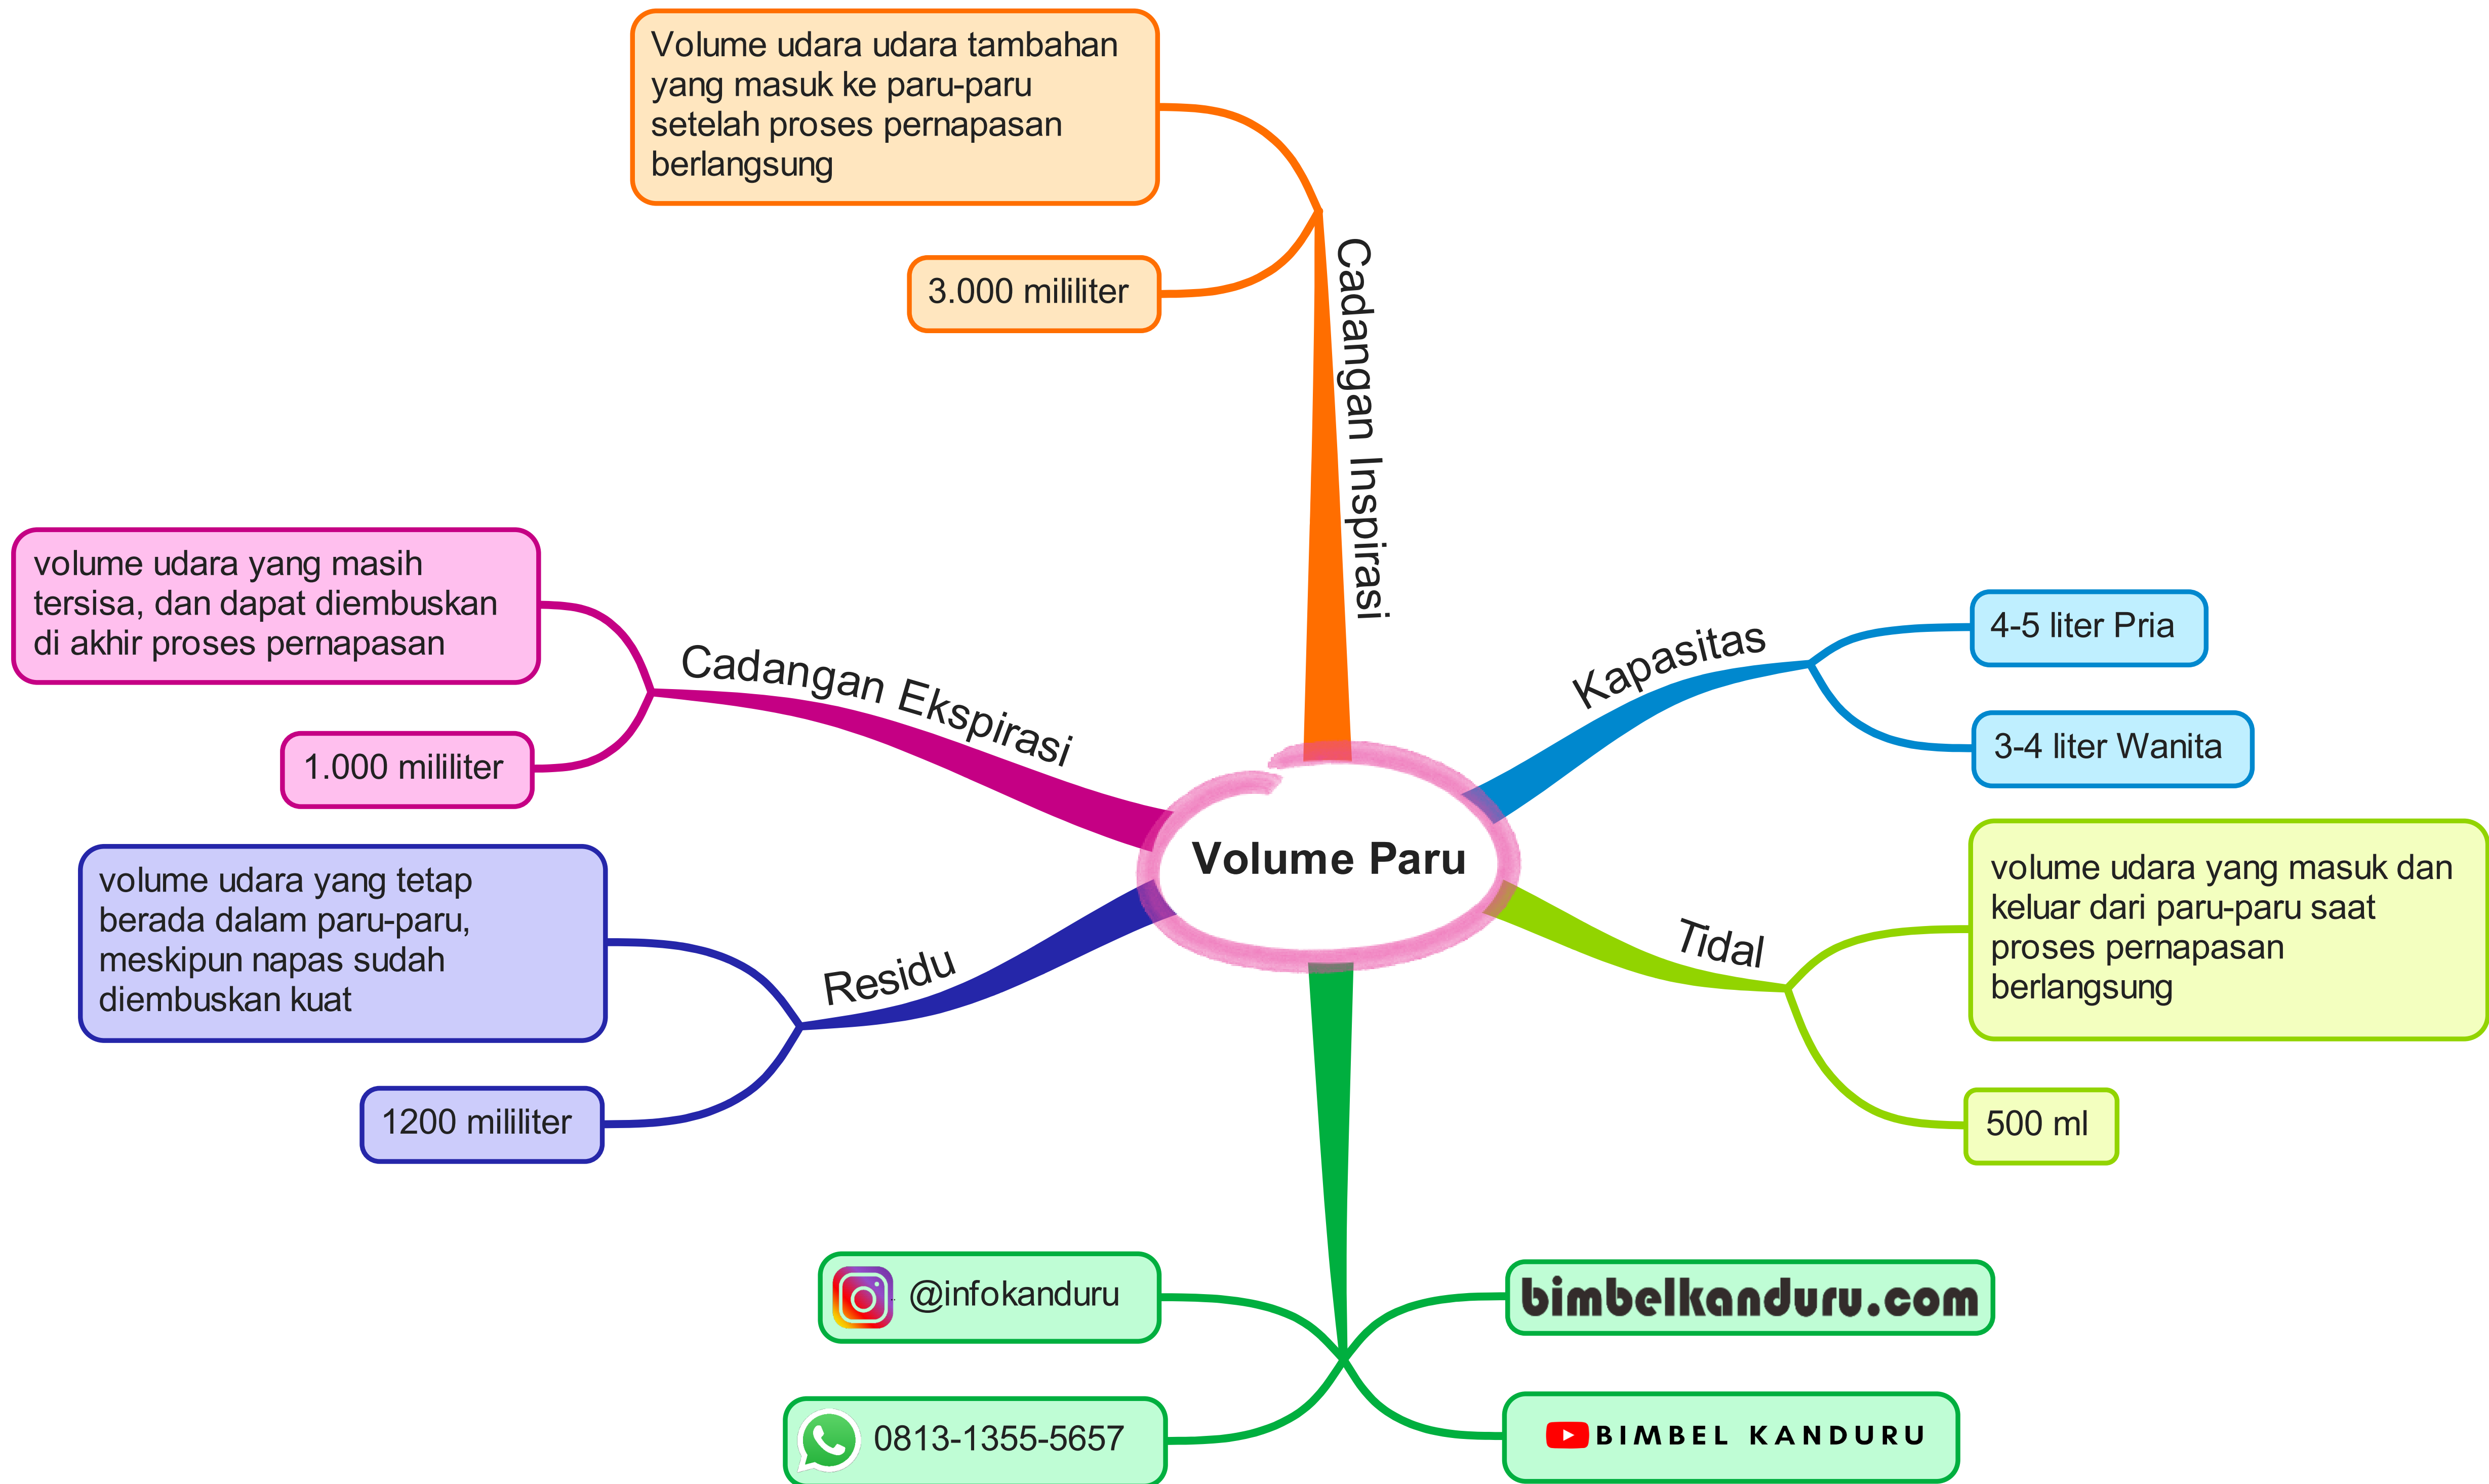 Volume udara udara tambahan
yang masuk ke paru-paru
setelah proses pernapasan
berlangsung
3.000 mililiter
Cadangan Inspirasi
volume udara yang masih
tersisa, dan dapat diembuskan
di akhir proses pernapasan
1.000 mililiter
Cadangan Ekspirasi
Kapasitas
4-5 liter Pria
3-4 liter Wanita
Volume Paru
volume udara yang tetap
berada dalam paru-paru,
meskipun napas sudah
diembuskan kuat
1200 mililiter
Residu
Tidal
volume udara yang masuk dan
keluar dari paru-paru saat
proses pernapasan
berlangsung
500 ml
@infokanduru
0813-1355-5657
bimbelkanduru.com
BIMBEL KANDURU